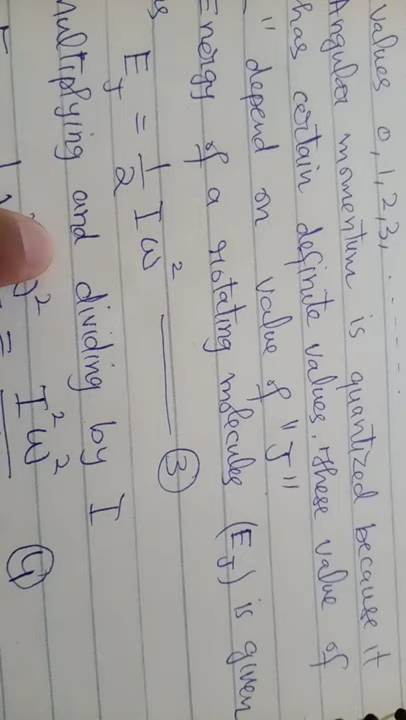 values 0, 1, 2, 3, ........
Angular momentum is quantized because it
has certain definite values. These value of
" depend on value of "J"
Energy of a rotating molecules (EJ) is given
as
EJ = 1/2 Iω² — ③
Multiplying and dividing by I
= I²ω² ④